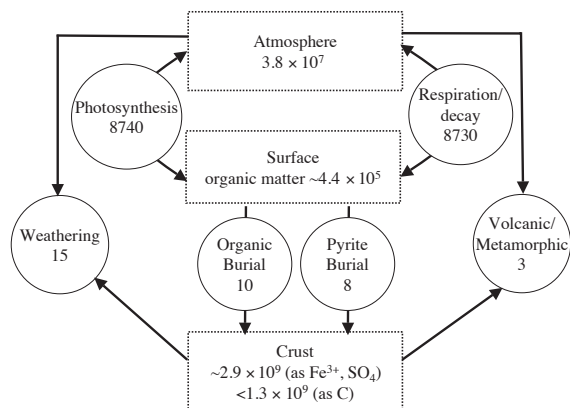 Atmosphere
3.8 × 10⁷
Photosynthesis
8740
Respiration/
decay
8730
Surface
organic matter ~4.4 × 10⁵
Weathering
15
Organic
Burial
10
Pyrite
Burial
8
Volcanic/
Metamorphic
3
Crust
~2.9 × 10⁹ (as Fe³⁺, SO₄)
<1.3 × 10⁹ (as C)